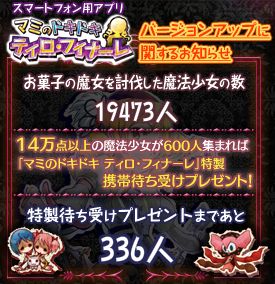 スマートフォン用アプリ
マミのドキドキ
ティロ・フィナーレ
バージョンアップに
関するお知らせ
お菓子の魔女を討伐した魔法少女の数
19473人
14万点以上の魔法少女が600人集まれば
「マミのドキドキ ティロ・フィナーレ」特製
携帯待ち受けプレゼント!
特製待ち受けプレゼントまであと
336人